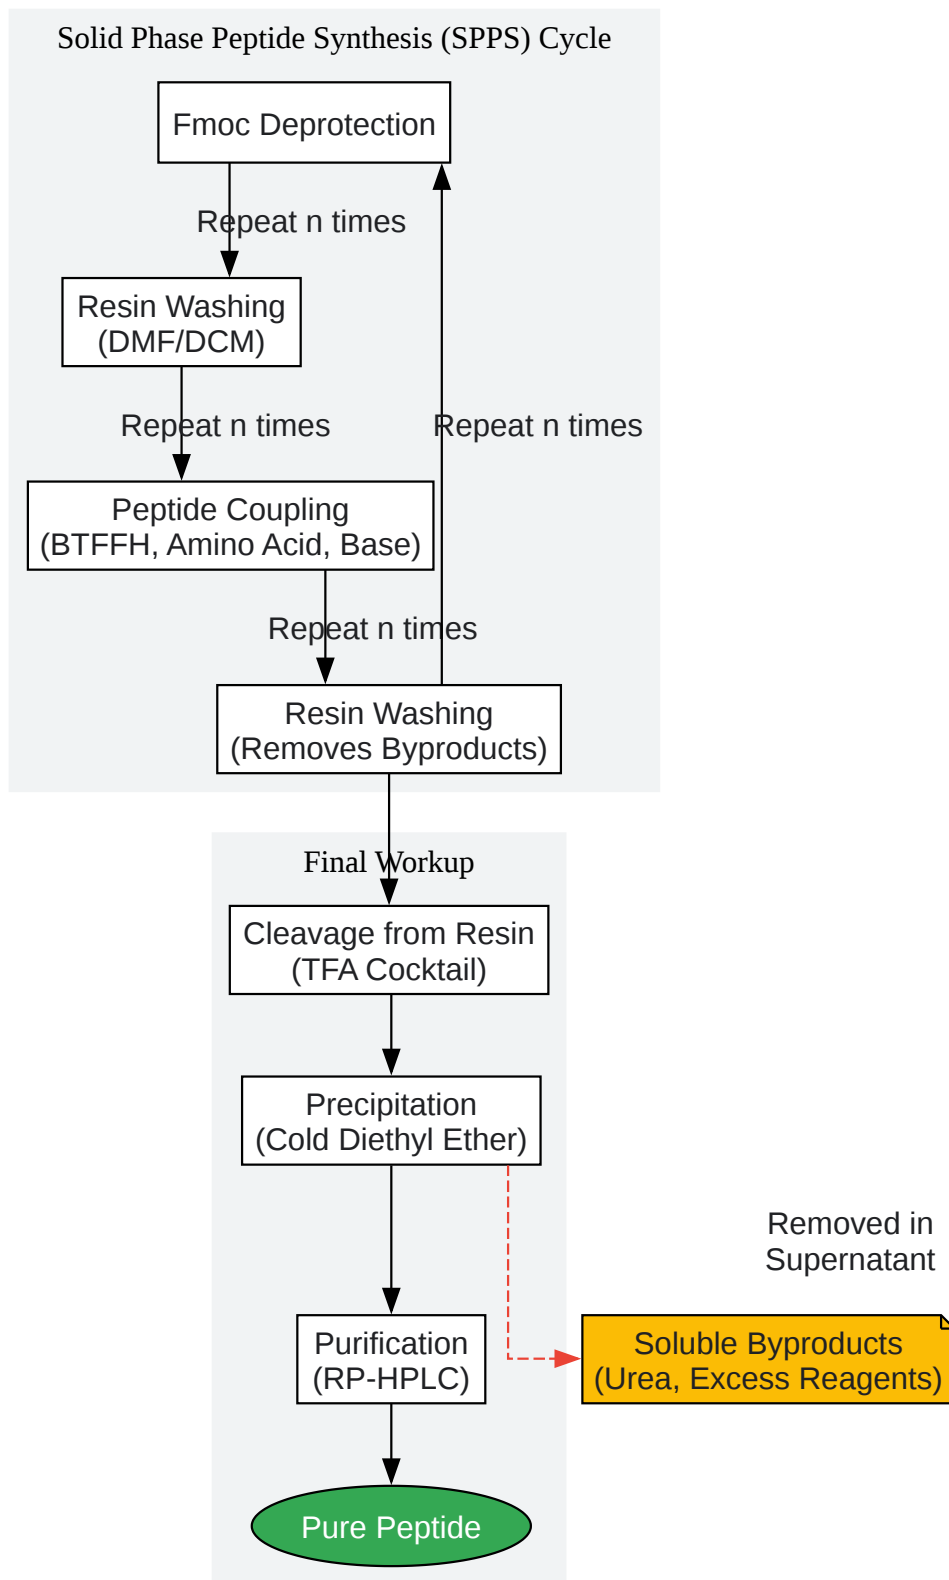 Solid Phase Peptide Synthesis (SPPS) Cycle
Fmoc Deprotection
Repeat n times
Resin Washing
(DMF/DCM)
Repeat n times
Repeat n times
Peptide Coupling
(BTFFH, Amino Acid, Base)
Repeat n times
Resin Washing
(Removes Byproducts)
Final Workup
Cleavage from Resin
(TFA Cocktail)
Precipitation
(Cold Diethyl Ether)
Removed in
Supernatant
Purification
(RP-HPLC)
Soluble Byproducts
(Urea, Excess Reagents)
Pure Peptide